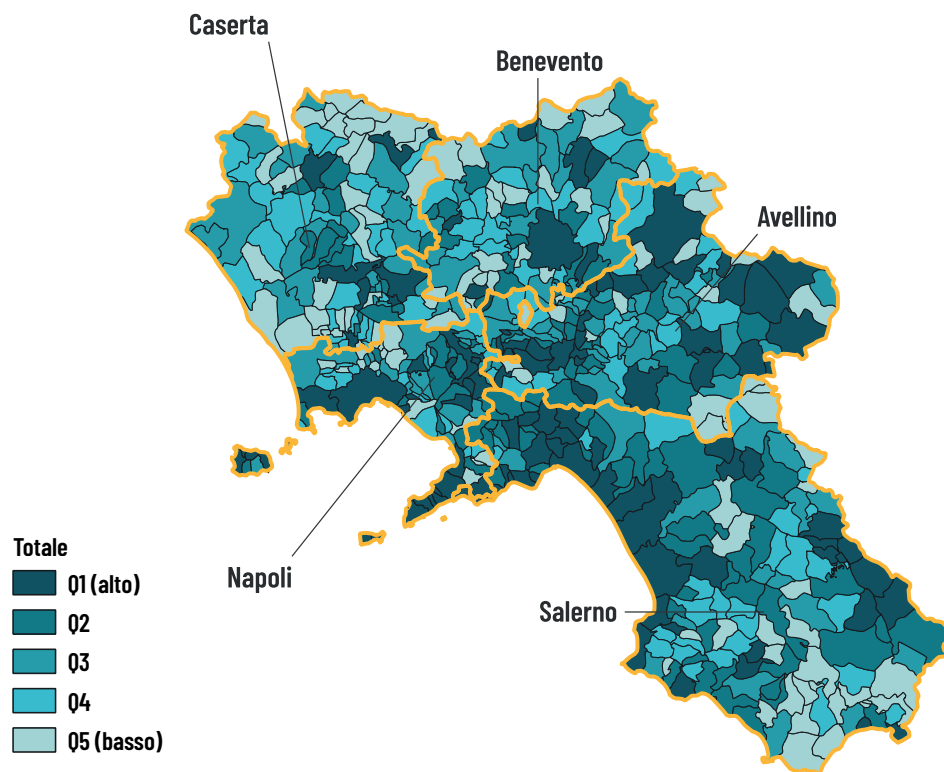 Caserta
Benevento
Avellino
Napoli
Salerno
Totale
Q1 (alto)
Q2
Q3
Q4
Q5 (basso)